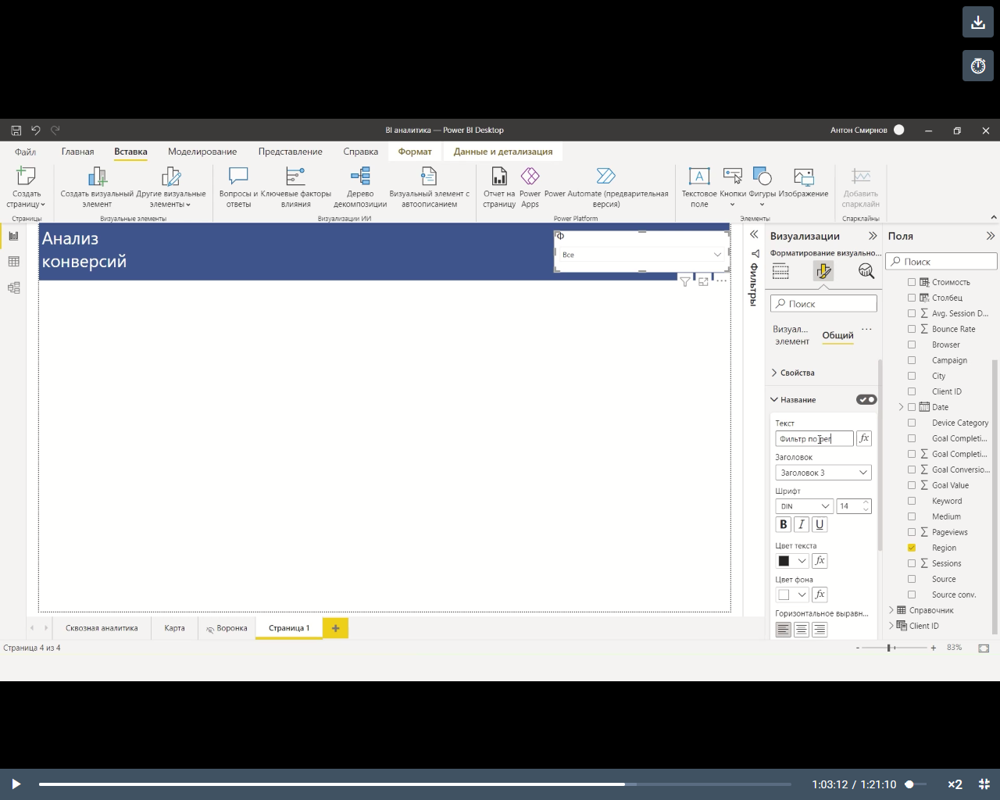 BI аналитика — Power BI Desktop
Антон Смирнов
Файл Главная Вставка Моделирование Представление Справка Формат Данные и детализация
Создать страницу
Создать визуальный элемент
Другие визуальные элементы
Вопросы и ответы
Ключевые факторы влияния
Дерево декомпозиции
Визуальный элемент с автоописанием
Отчет на страницу
Power Apps
Power Automate (предварительная версия)
Текстовое поле
Кнопки
Фигуры
Изображение
Добавить спарклайн
Страницы Визуальные элементы Визуализации ИИ Power Platform Элементы Спарклайны
Анализ
конверсий
Ф
Все
Фильтры
Визуализации
Форматирование визуально...
Поиск
Визуал... элемент
Общий
...
Свойства
Название
Текст
Фильтр по рег
fx
Заголовок
Заголовок 3
Шрифт
DIN 14
B I U
Цвет текста
fx
Цвет фона
fx
Горизонтальное выравн...
Поля
Поиск
Стоимость
Столбец
Avg. Session D...
Bounce Rate
Browser
Campaign
City
Client ID
Date
Device Category
Goal Completi...
Goal Completi...
Goal Conversio...
Goal Value
Keyword
Medium
Pageviews
Region
Sessions
Source
Source conv.
Справочник
Client ID
Сквозная аналитика Карта Воронка Страница 1 +
Страница 4 из 4
- + 83%
1:03:12 / 1:21:10 ×2